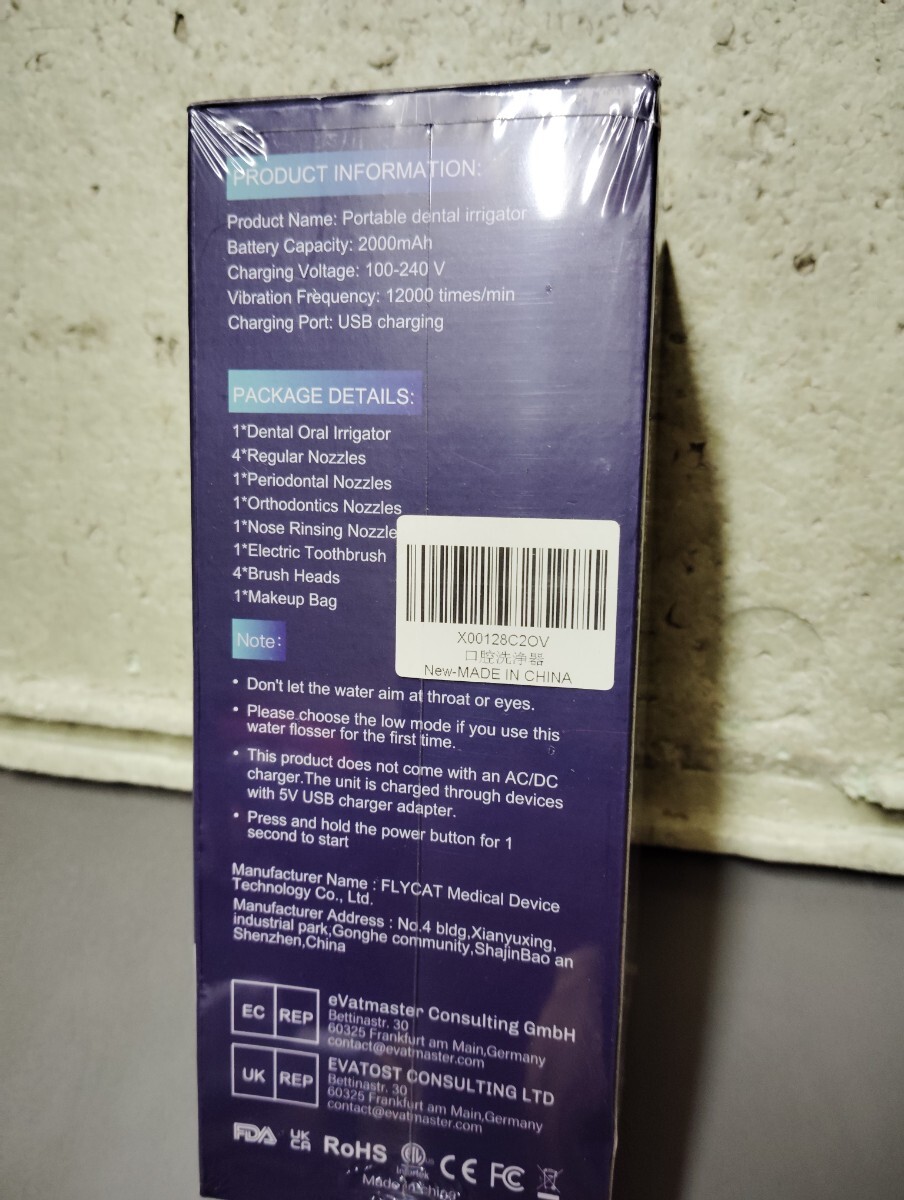 PRODUCT INFORMATION:
Product Name: Portable dental irrigator
Battery Capacity: 2000mAh
Charging Voltage: 100-240 V
Vibration Frèquency: 12000 times/min
Charging Port: USB charging
PACKAGE DETAILS:
1*Dental Oral Irrigator
4*Regular Nozzles
1*Periodontal Nozzles
1*Orthodontics Nozzles
1*Nose Rinsing Nozzle
1*Electric Toothbrush
4*Brush Heads
1*Makeup Bag
X00128C2OV
口腔洗净器
New-MADE IN CHINA
Note:
• Don't let the water aim at throat or eyes.
• Please choose the low mode if you use this
water flosser for the first time.
• This product does not come with an AC/DC
charger.The unit is charged through devices
with 5V USB charger adapter.
• Press and hold the power button for 1
second to start
Manufacturer Name : FLYCAT Medical Device
Technology Co., Ltd.
Manufacturer Address : No.4 bldg,Xianyuxing,
industrial park,Gonghe community,ShajinBao an
Shenzhen,China
EC REP
eVatmaster Consulting GmbH
Bettinastr. 30
60325 Frankfurt am Main,Germany
contact@evatmaster.com
UK REP
EVATOST CONSULTING LTD
Bettinastr. 30
60325 Frankfurt am Main,Germany
contact@evatmaster.com
FDA UK CA RoHS Intertek CE FC
Made in china